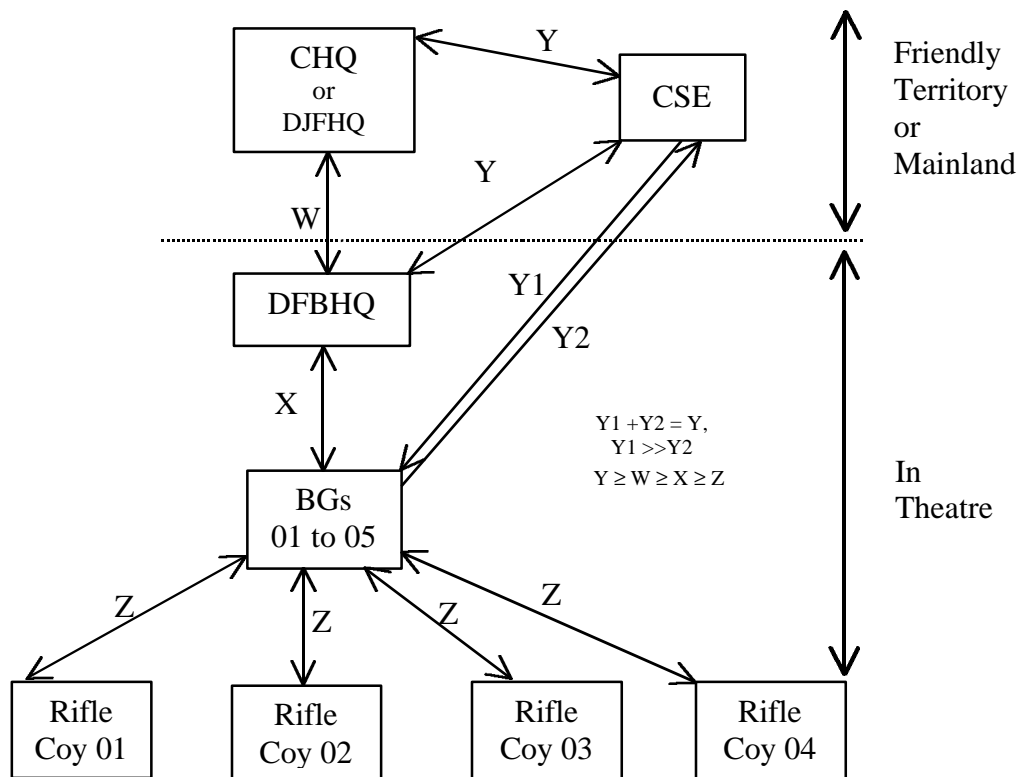 CHQ
or
DJFHQ
Y
CSE
Friendly
Territory
or
Mainland
Y
W
DFBHQ
Y1
Y2
X
Y1 +Y2 = Y,
Y1 >>Y2
Y ≥ W ≥ X ≥ Z
BGs
01 to 05
In
Theatre
Z
Z
Z
Z
Rifle
Coy 01
Rifle
Coy 02
Rifle
Coy 03
Rifle
Coy 04